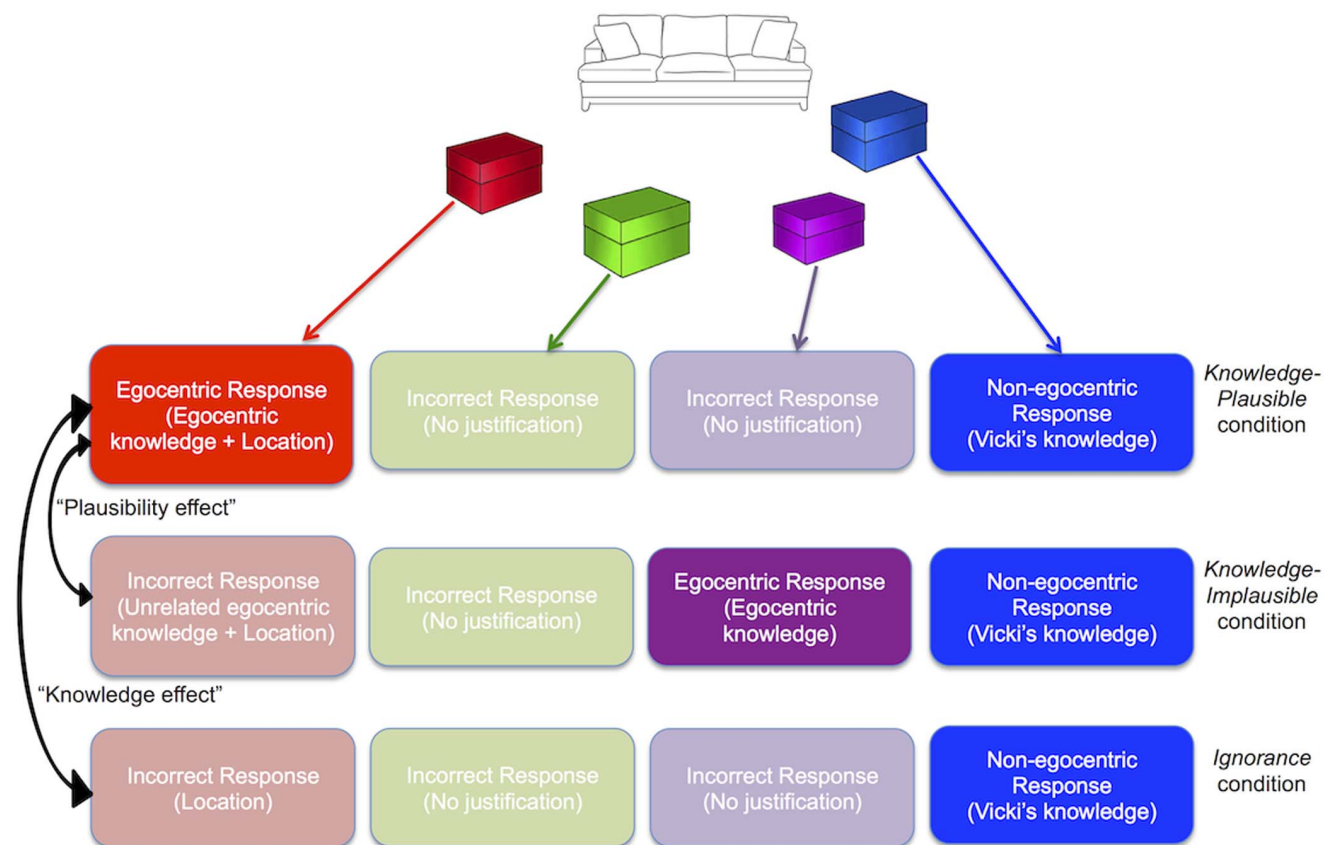 Egocentric Response
(Egocentric
knowledge + Location)
Incorrect Response
(No justification)
Incorrect Response
(No justification)
Non-egocentric
Response
(Vicki's knowledge)
Knowledge-
Plausible
condition
“Plausibility effect”
Incorrect Response
(Unrelated egocentric
knowledge + Location)
Incorrect Response
(No justification)
Egocentric Response
(Egocentric
knowledge)
Non-egocentric
Response
(Vicki's knowledge)
Knowledge-
Implausible
condition
“Knowledge effect”
Incorrect Response
(Location)
Incorrect Response
(No justification)
Incorrect Response
(No justification)
Non-egocentric
Response
(Vicki's knowledge)
Ignorance
condition